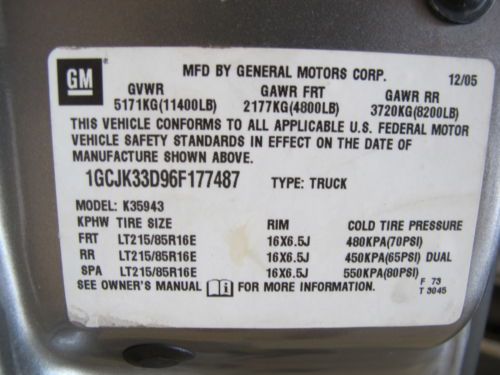 GM
MFD BY GENERAL MOTORS CORP. 12/05
GVWR GAWR FRT GAWR RR
5171KG(11400LB) 2177KG(4800LB) 3720KG(8200LB)
THIS VEHICLE CONFORMS TO ALL APPLICABLE U.S. FEDERAL MOTOR
VEHICLE SAFETY STANDARDS IN EFFECT ON THE DATE OF
MANUFACTURE SHOWN ABOVE.
1GCJK33D96F177487 TYPE: TRUCK
MODEL: K35943
KPHW TIRE SIZE RIM COLD TIRE PRESSURE
FRT LT215/85R16E 16X6.5J 480KPA(70PSI)
RR LT215/85R16E 16X6.5J 450KPA(65PSI) DUAL
SPA LT215/85R16E 16X6.5J 550KPA(80PSI)
SEE OWNER'S MANUAL FOR MORE INFORMATION. F 73
T 3045